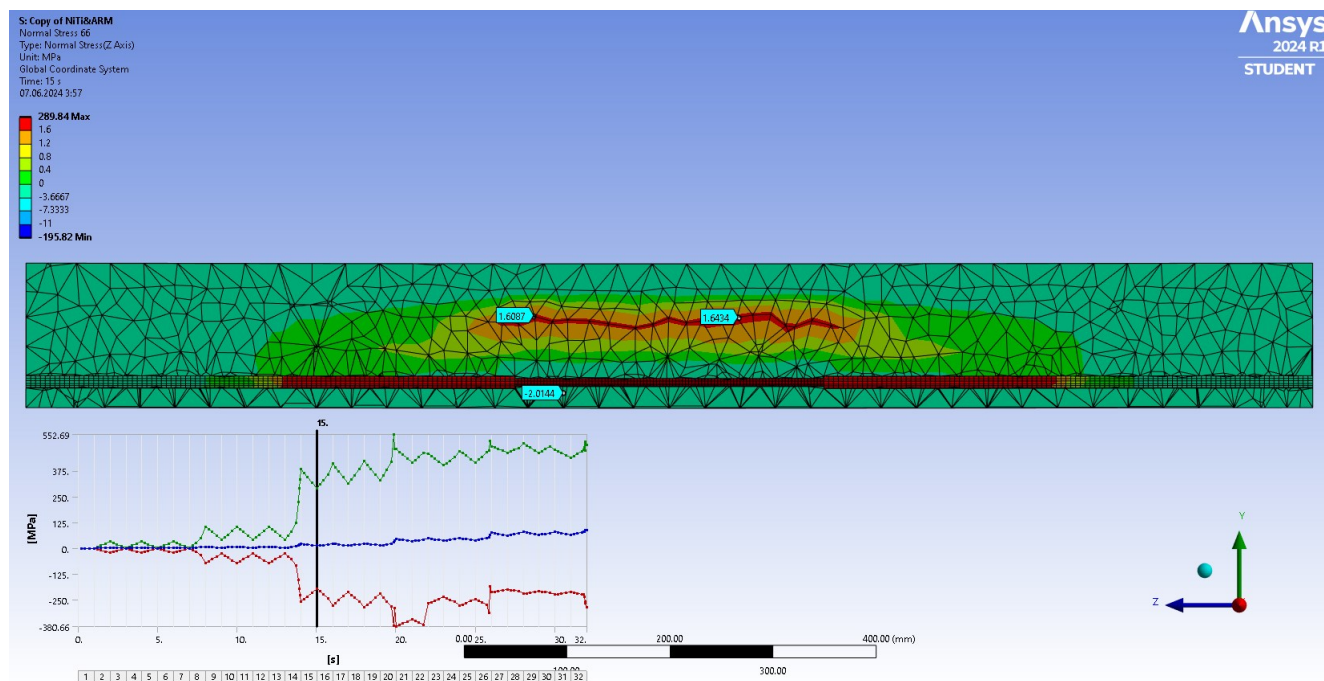 S: Copy of NiTi&ARM
Normal Stress 66
Type: Normal Stress(Z Axis)
Unit: MPa
Global Coordinate System
Time: 15 s
07.06.2024 3:57
Ansys
2024 R1
STUDENT
289.84 Max
1.6
1.2
0.8
0.4
0
-3.6667
-7.3333
-11
-195.82 Min
1.6087
1.6434
-2.0144
15.
552.69
375.
250.
125.
0.
-125.
-250.
-380.66
[MPa]
0. 5. 10. 15. 20. 25. 30. 32.
[s]
0.00 200.00 400.00 (mm)
100.00 300.00
Y
Z
1 2 3 4 5 6 7 8 9 10 11 12 13 14 15 16 17 18 19 20 21 22 23 24 25 26 27 28 29 30 31 32